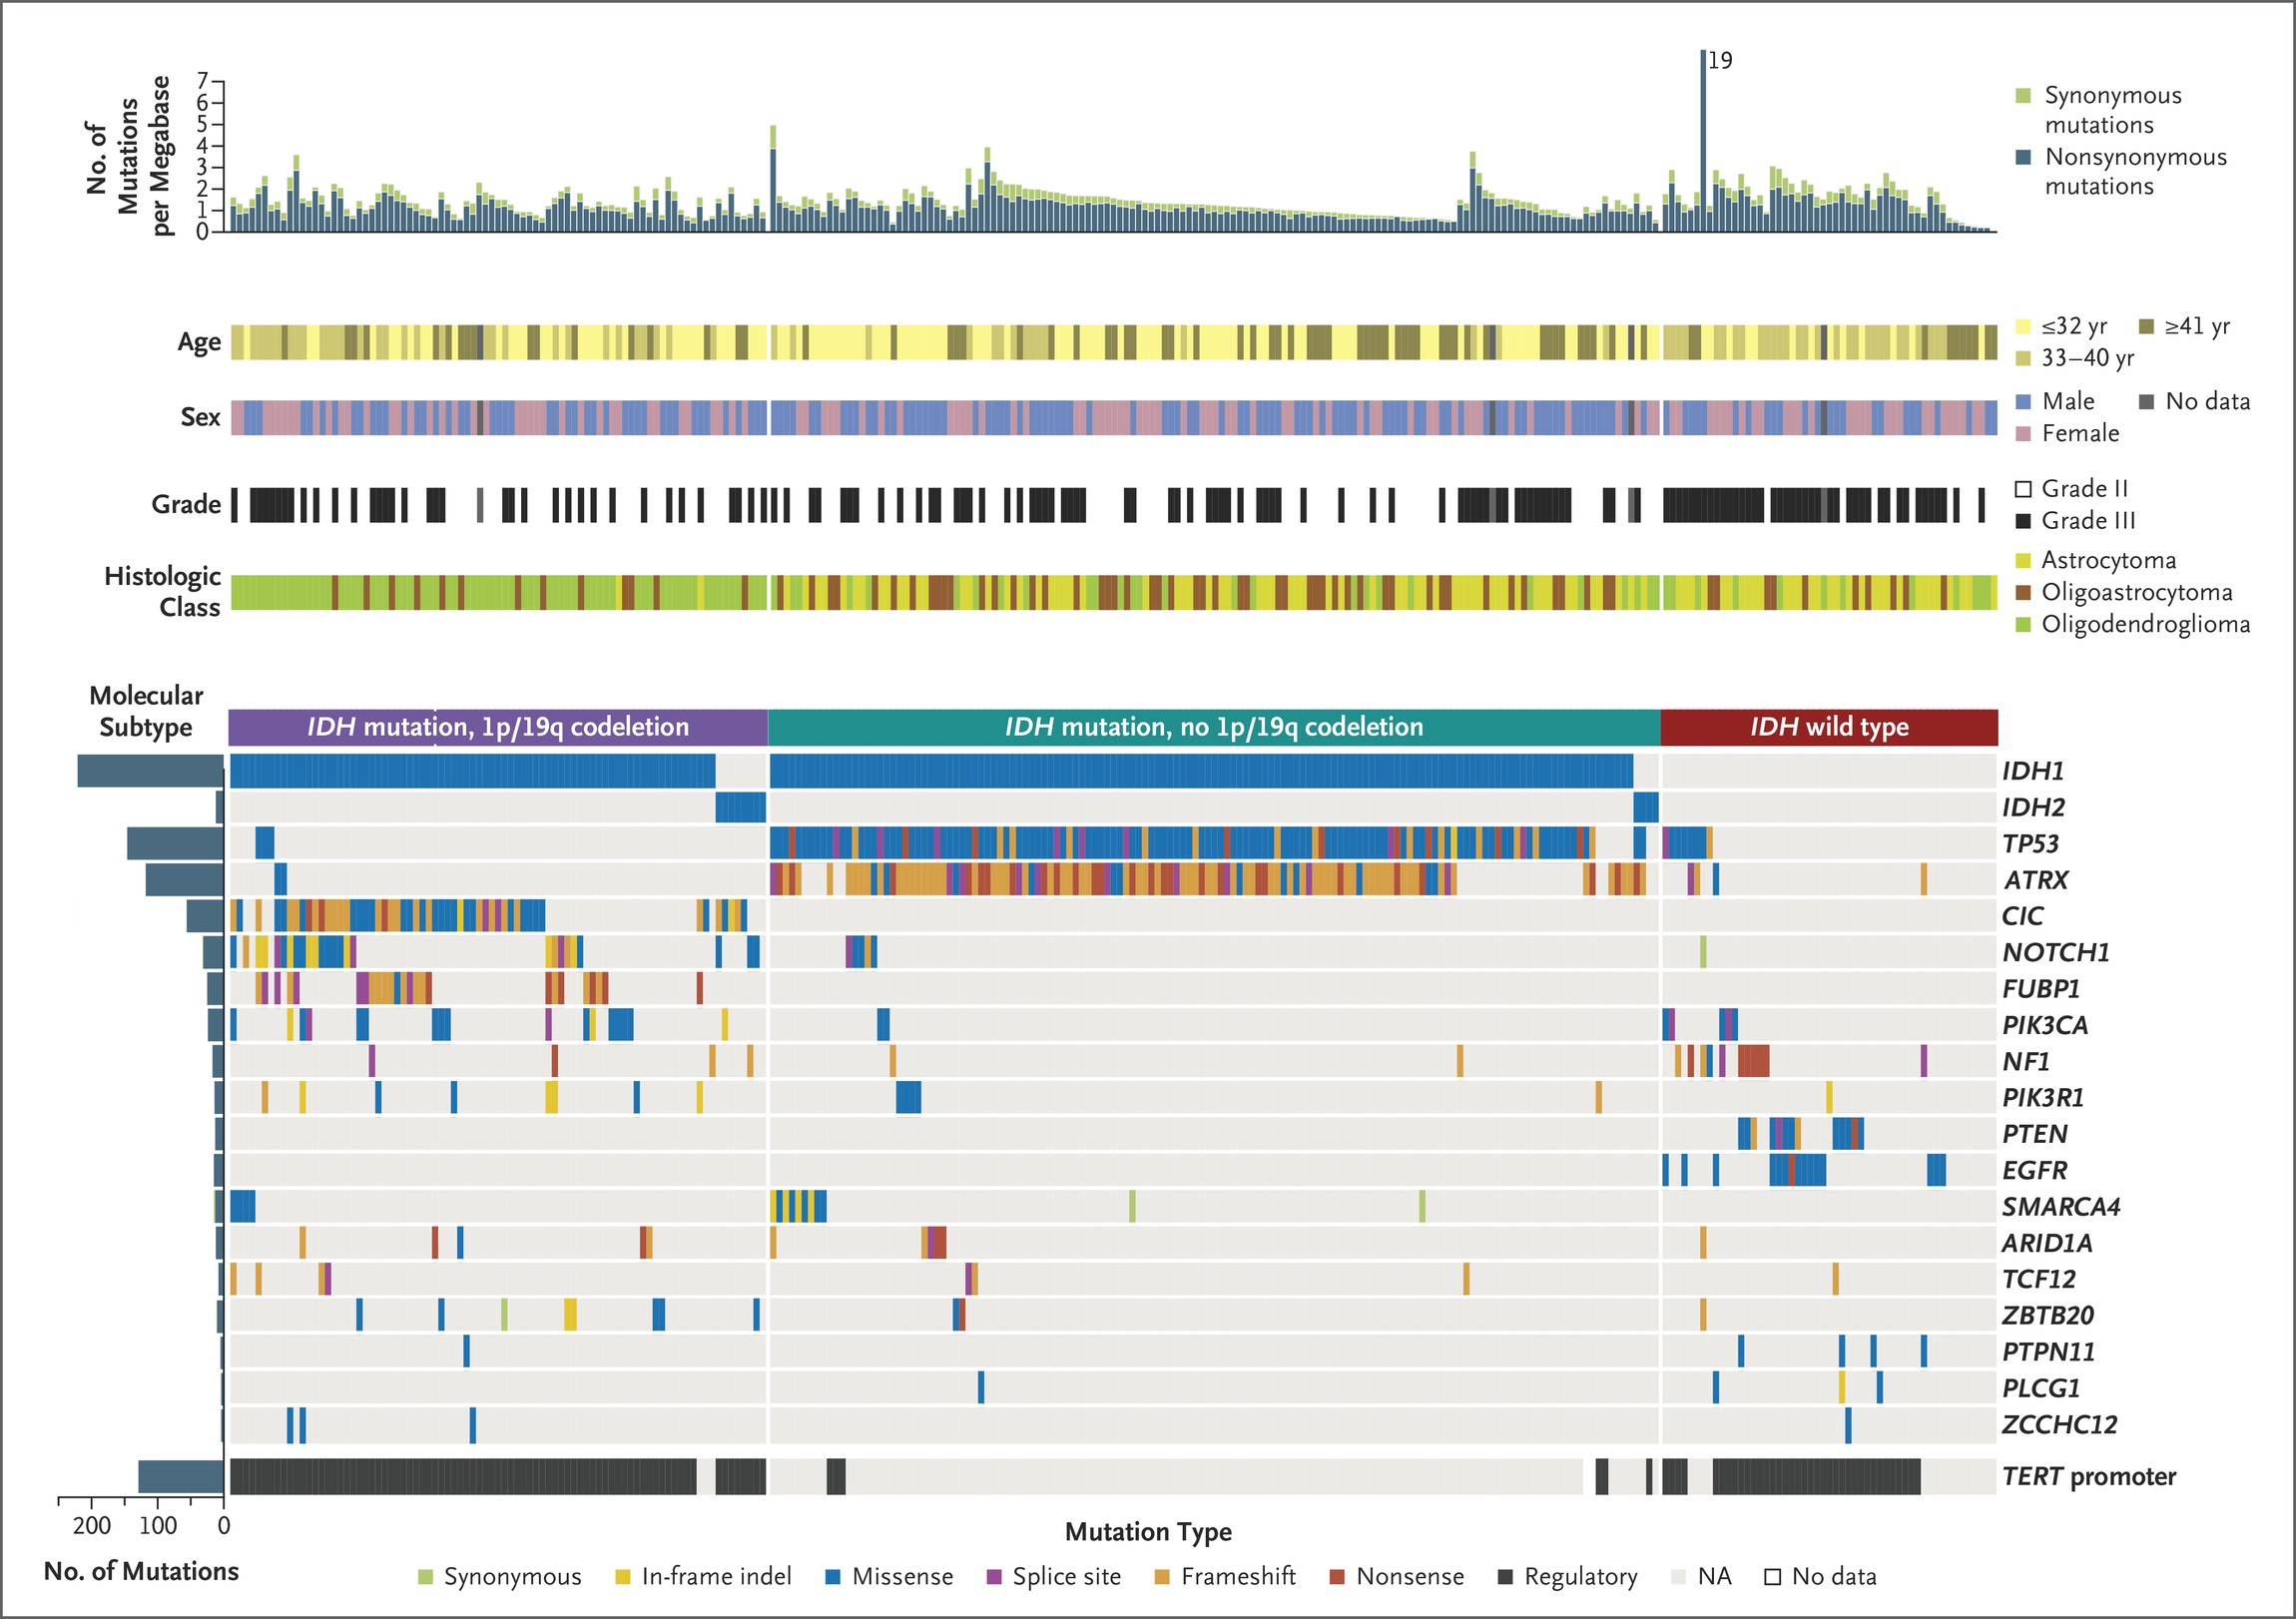 No. of
Mutations
per Megabase
7
6
5
4
3
2
1
0
19
Synonymous
mutations
Nonsynonymous
mutations
Age
≤32 yr
≥41 yr
33–40 yr
Sex
Male
No data
Female
Grade
Grade II
Grade III
Histologic
Class
Astrocytoma
Oligoastrocytoma
Oligodendroglioma
Molecular
Subtype
IDH mutation, 1p/19q codeletion
IDH mutation, no 1p/19q codeletion
IDH wild type
IDH1
IDH2
TP53
ATRX
CIC
NOTCH1
FUBP1
PIK3CA
NF1
PIK3R1
PTEN
EGFR
SMARCA4
ARID1A
TCF12
ZBTB20
PTPN11
PLCG1
ZCCHC12
TERT promoter
200 100 0
No. of Mutations
Mutation Type
Synonymous
In-frame indel
Missense
Splice site
Frameshift
Nonsense
Regulatory
NA
No data